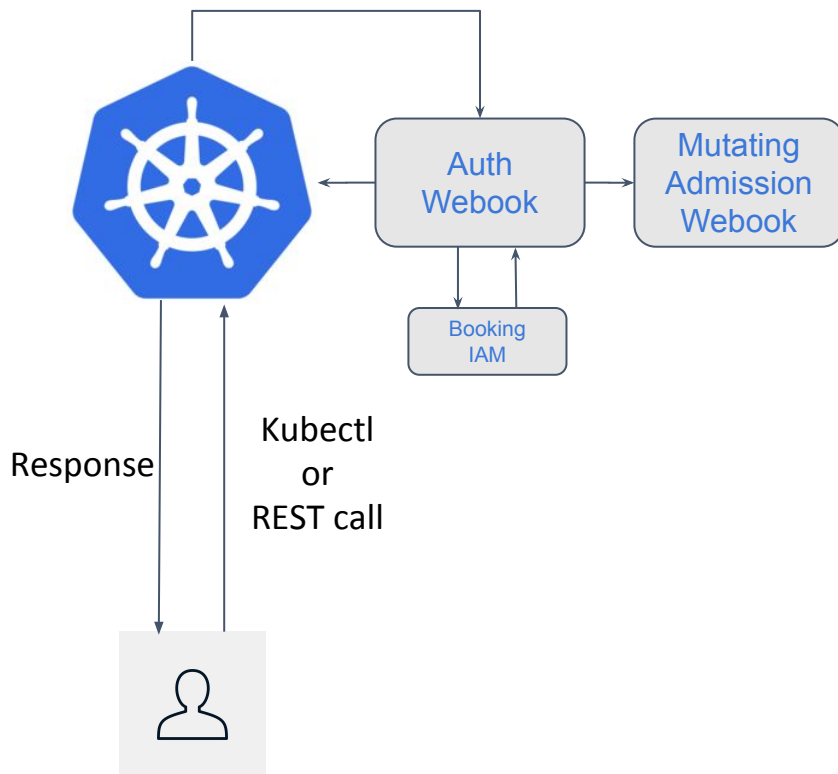 Auth
Webook
Mutating
Admission
Webook
Booking
IAM
Response
Kubectl
or
REST call